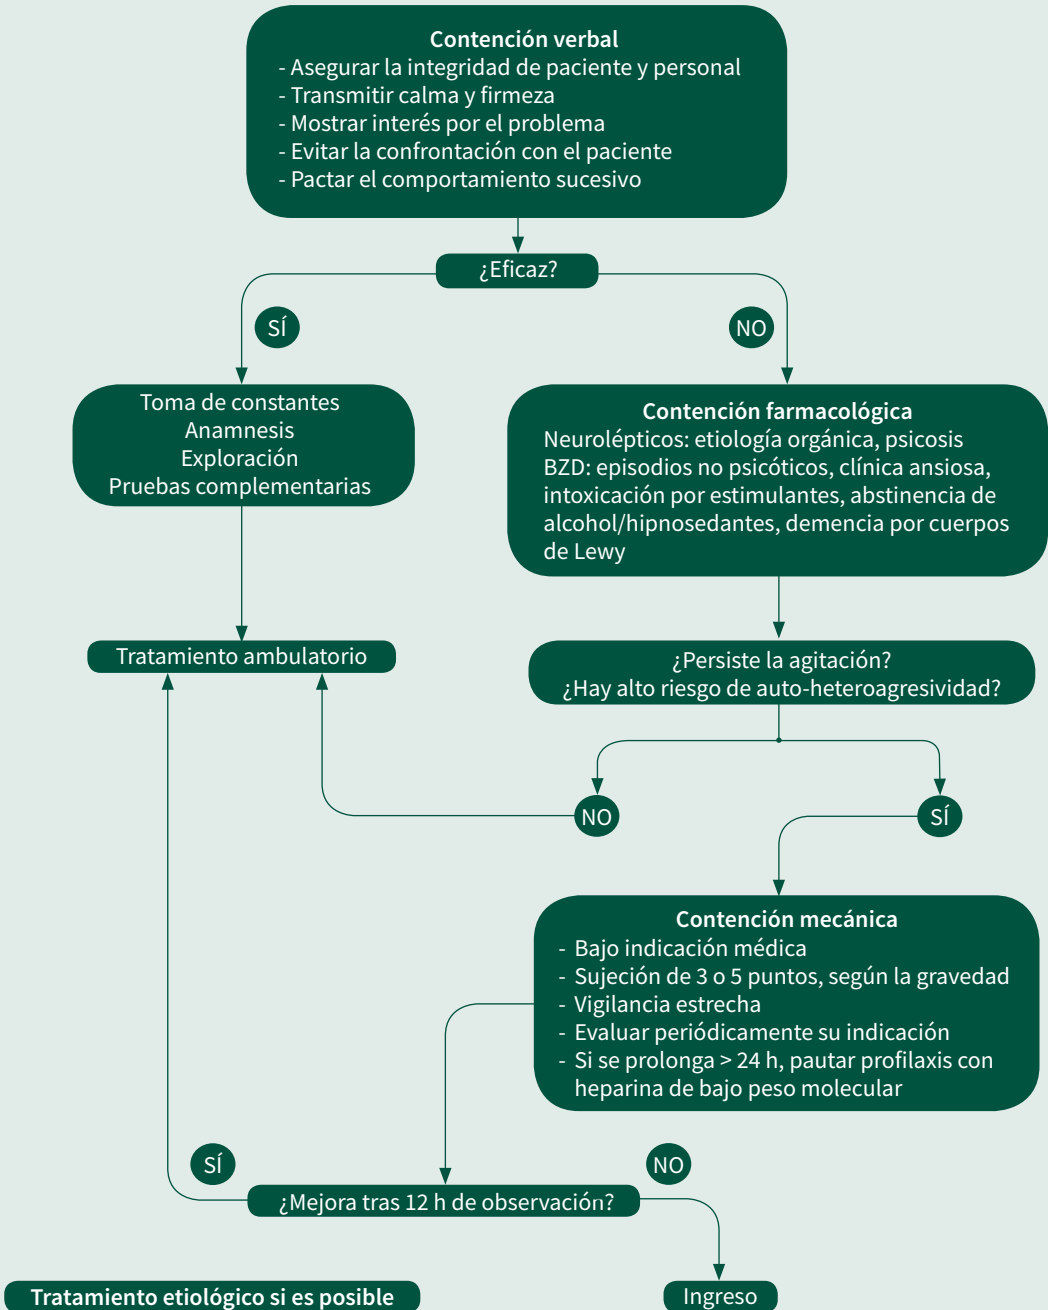 Contención verbal
- Asegurar la integridad de paciente y personal
- Transmitir calma y firmeza
- Mostrar interés por el problema
- Evitar la confrontación con el paciente
- Pactar el comportamiento sucesivo
¿Eficaz?
SÍ
NO
Toma de constantes
Anamnesis
Exploración
Pruebas complementarias
Contención farmacológica
Neurolépticos: etiología orgánica, psicosis
BZD: episodios no psicóticos, clínica ansiosa,
intoxicación por estimulantes, abstinencia de
alcohol/hipnosedantes, demencia por cuerpos
de Lewy
Tratamiento ambulatorio
¿Persiste la agitación?
¿Hay alto riesgo de auto-heteroagresividad?
NO
SÍ
Contención mecánica
- Bajo indicación médica
- Sujeción de 3 o 5 puntos, según la gravedad
- Vigilancia estrecha
- Evaluar periódicamente su indicación
- Si se prolonga > 24 h, pautar profilaxis con
heparina de bajo peso molecular
SÍ
NO
¿Mejora tras 12 h de observación?
Tratamiento etiológico si es posible
Ingreso